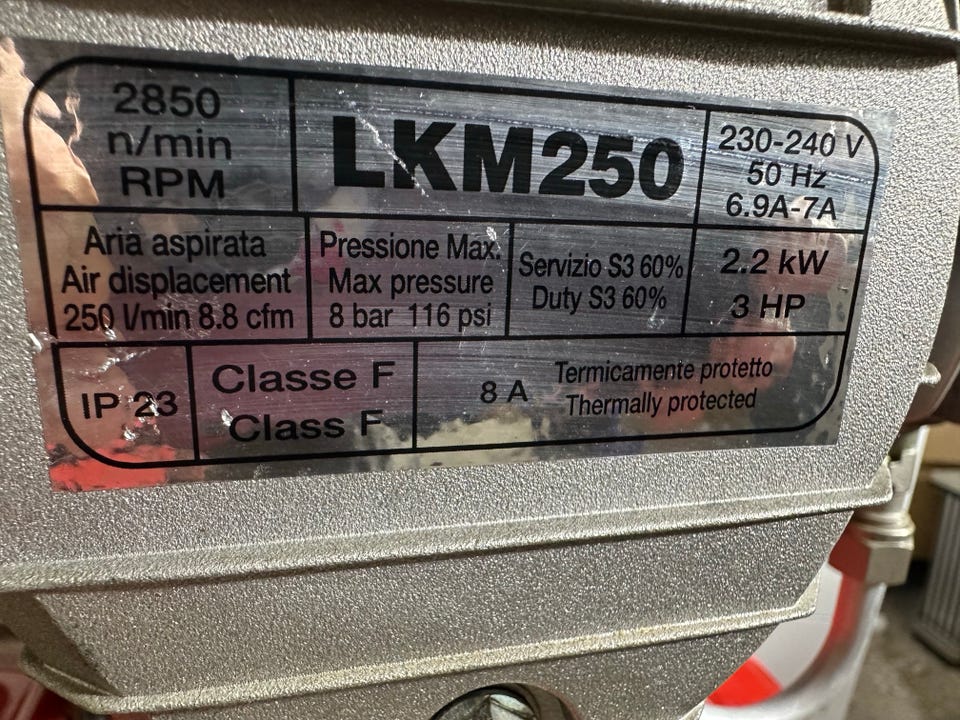 2850
n/min
RPM
LKM250
230-240 V
50 Hz
6.9A-7A
Aria aspirata
Air displacement
250 l/min 8.8 cfm
Pressione Max.
Max pressure
8 bar 116 psi
Servizio S3 60%
Duty S3 60%
2.2 kW
3 HP
IP 23
Classe F
Class F
8 A
Termicamente protetto
Thermally protected